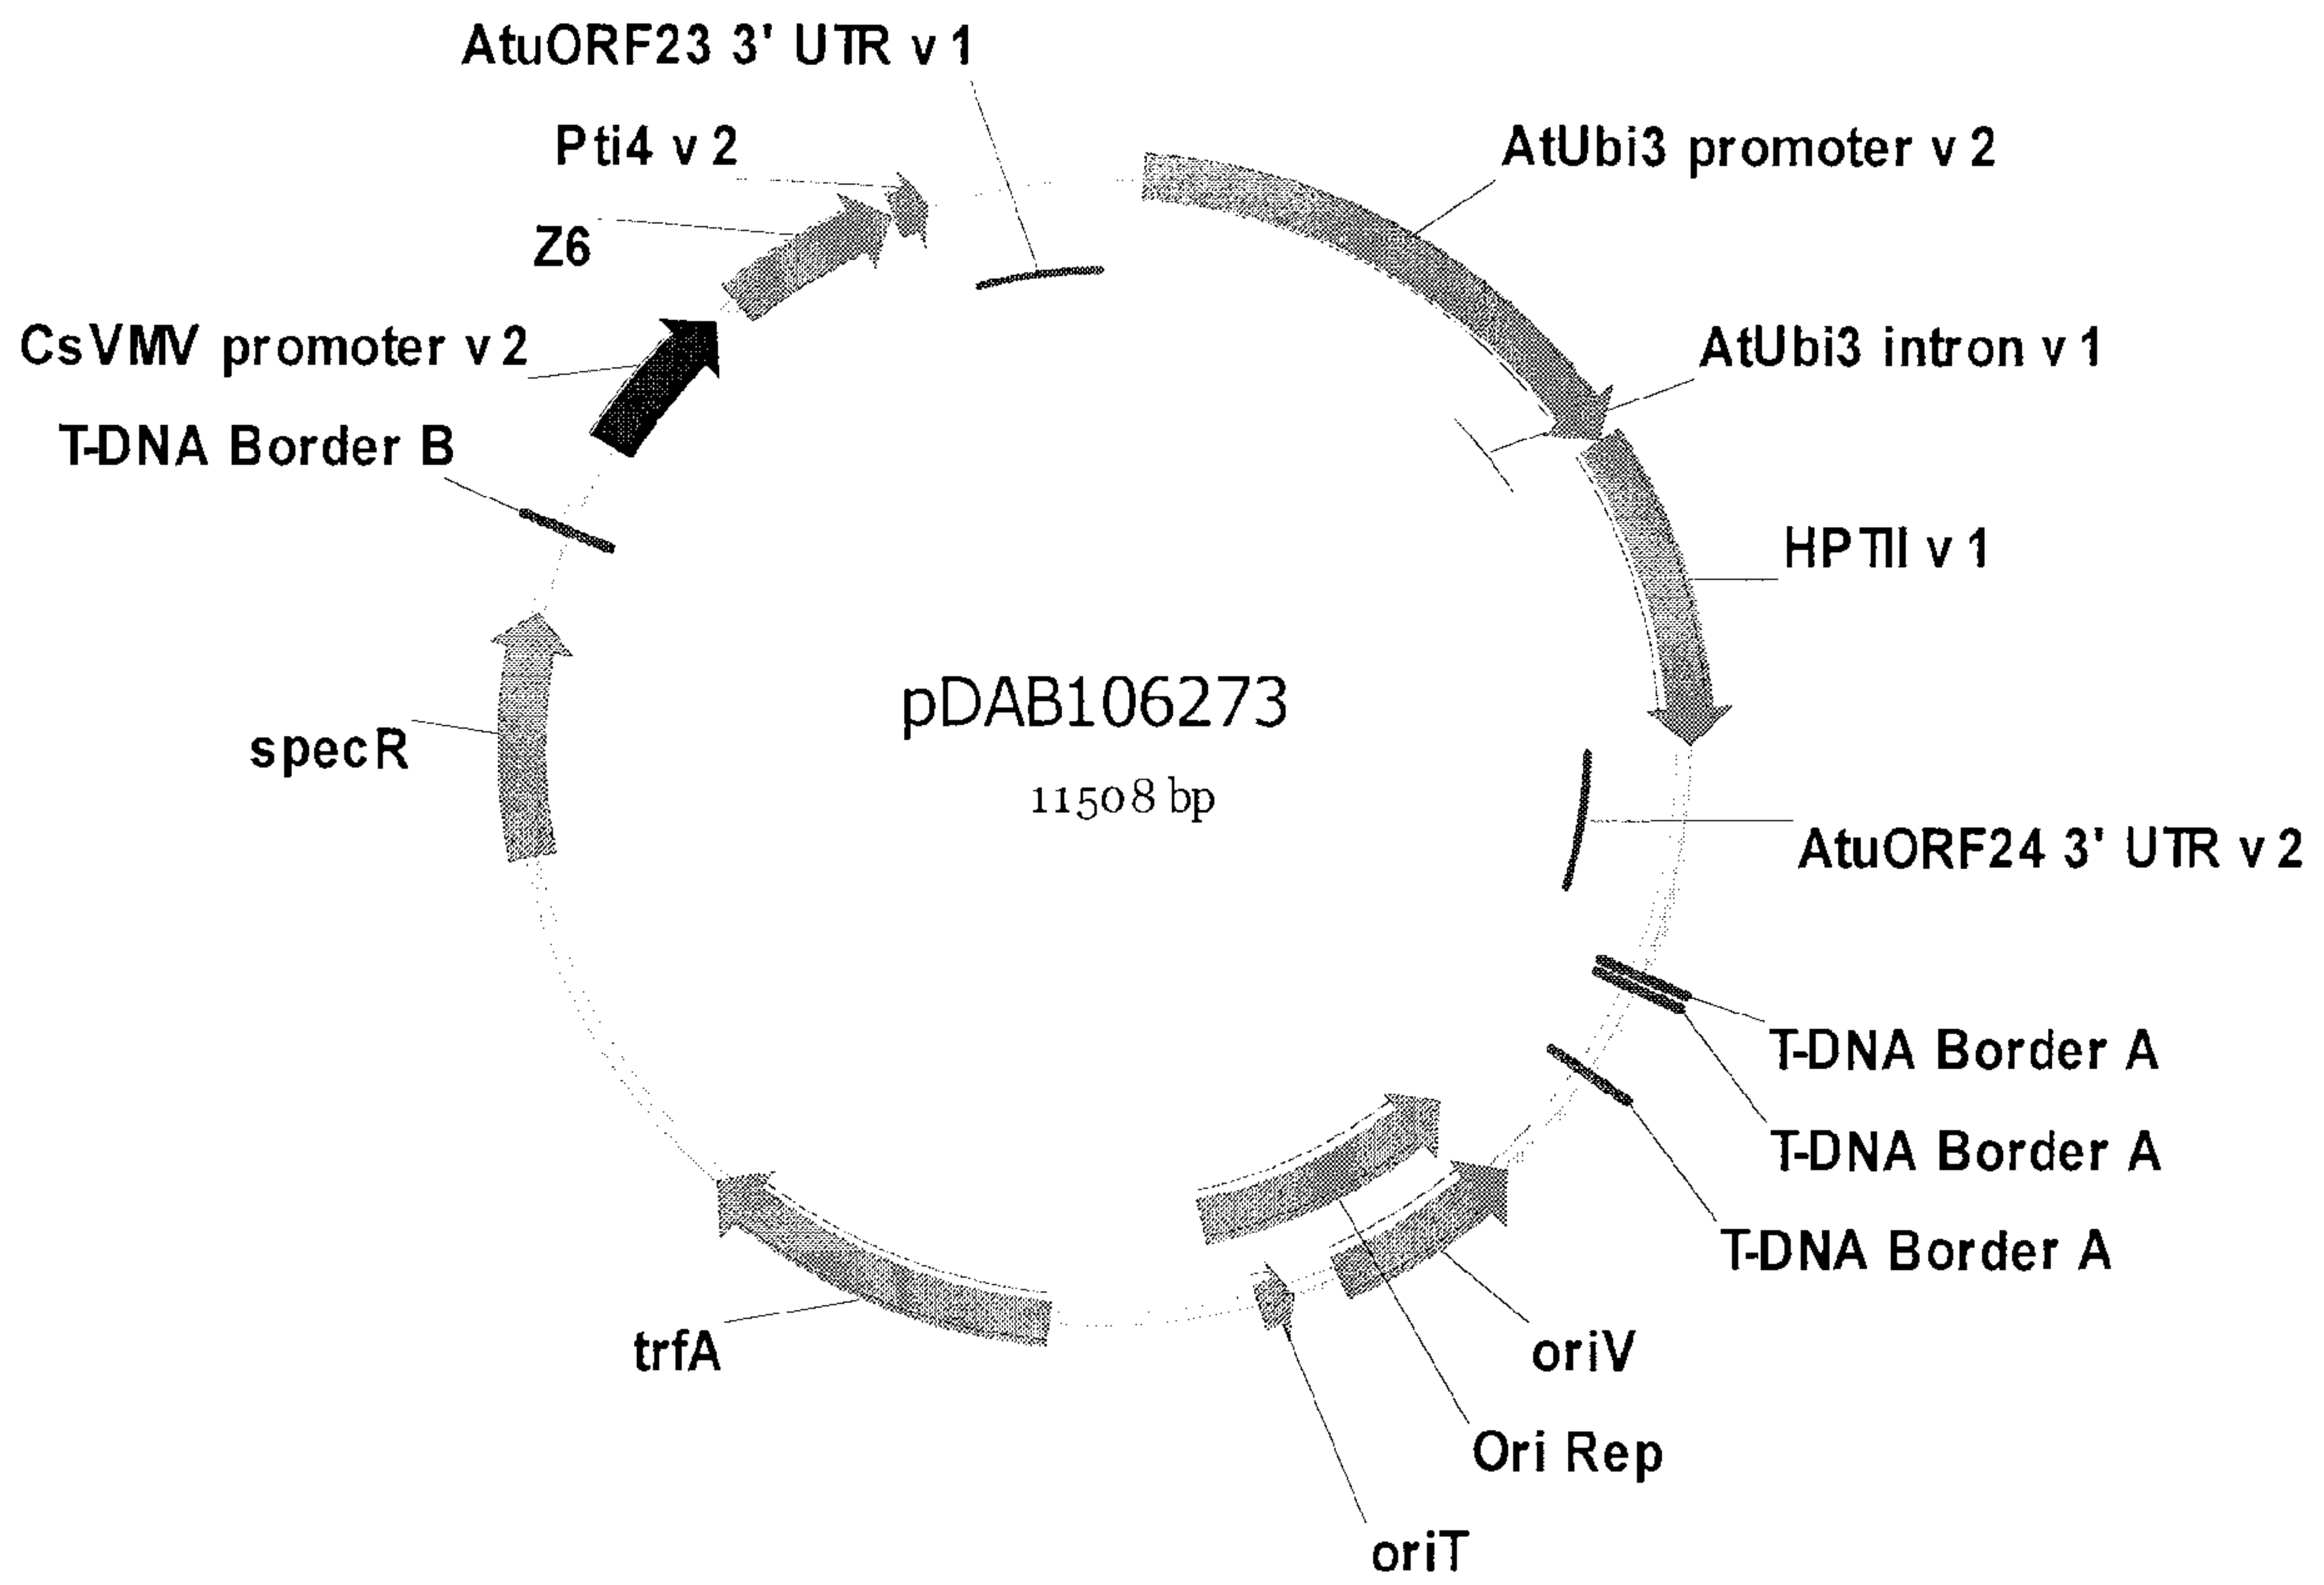 AtuORF23 3' UTR v 1
Pti4 v 2
AtUbi3 promoter v 2
Z6
CsVMV promoter v 2
AtUbi3 intron v 1
T-DNA Border B
HPTII v 1
pDAB106273
specR
11508 bp
AtuORF24 3' UTR v 2
T-DNA Border A
T-DNA Border A
T-DNA Border A
trfA
oriV
Ori Rep
oriT